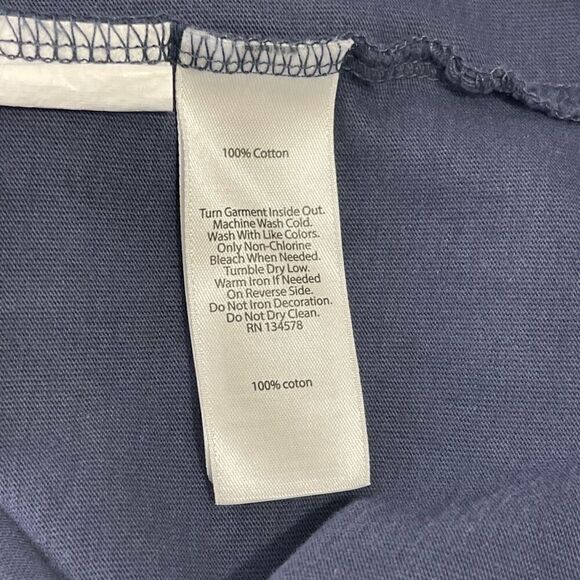 100% Cotton
Turn Garment Inside Out.
Machine Wash Cold.
Wash With Like Colors.
Only Non-Chlorine
Bleach When Needed.
Tumble Dry Low.
Warm Iron If Needed
On Reverse Side.
Do Not Iron Decoration.
Do Not Dry Clean.
RN 134578
100% coton